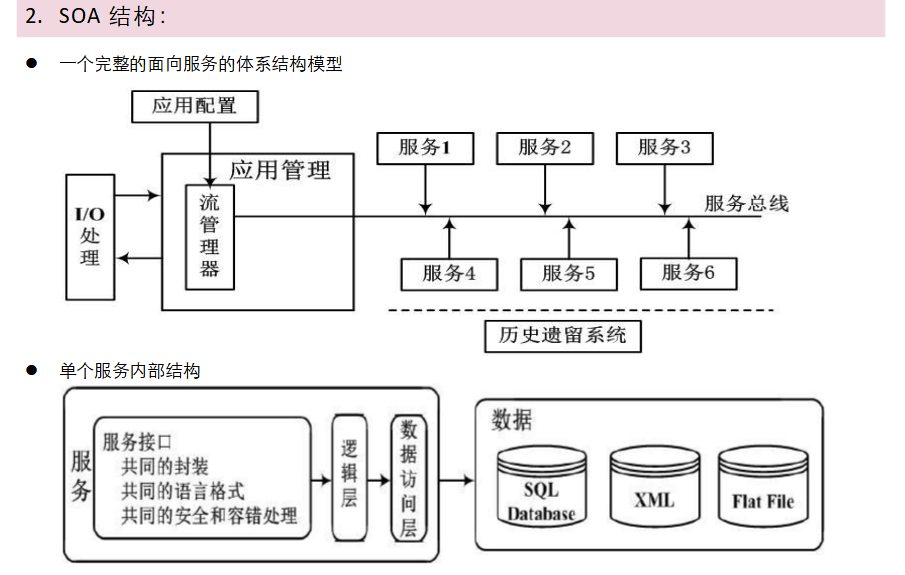 2. SOA 结构：
● 一个完整的面向服务的体系结构模型
应用配置
应用管理
流管理器
I/O处理
服务1
服务2
服务3
服务总线
服务4
服务5
服务6
历史遗留系统
● 单个服务内部结构
服务
服务接口
共同的封装
共同的语言格式
共同的安全和容错处理
逻辑层
数据访问层
数据
SQL
Database
XML
Flat File